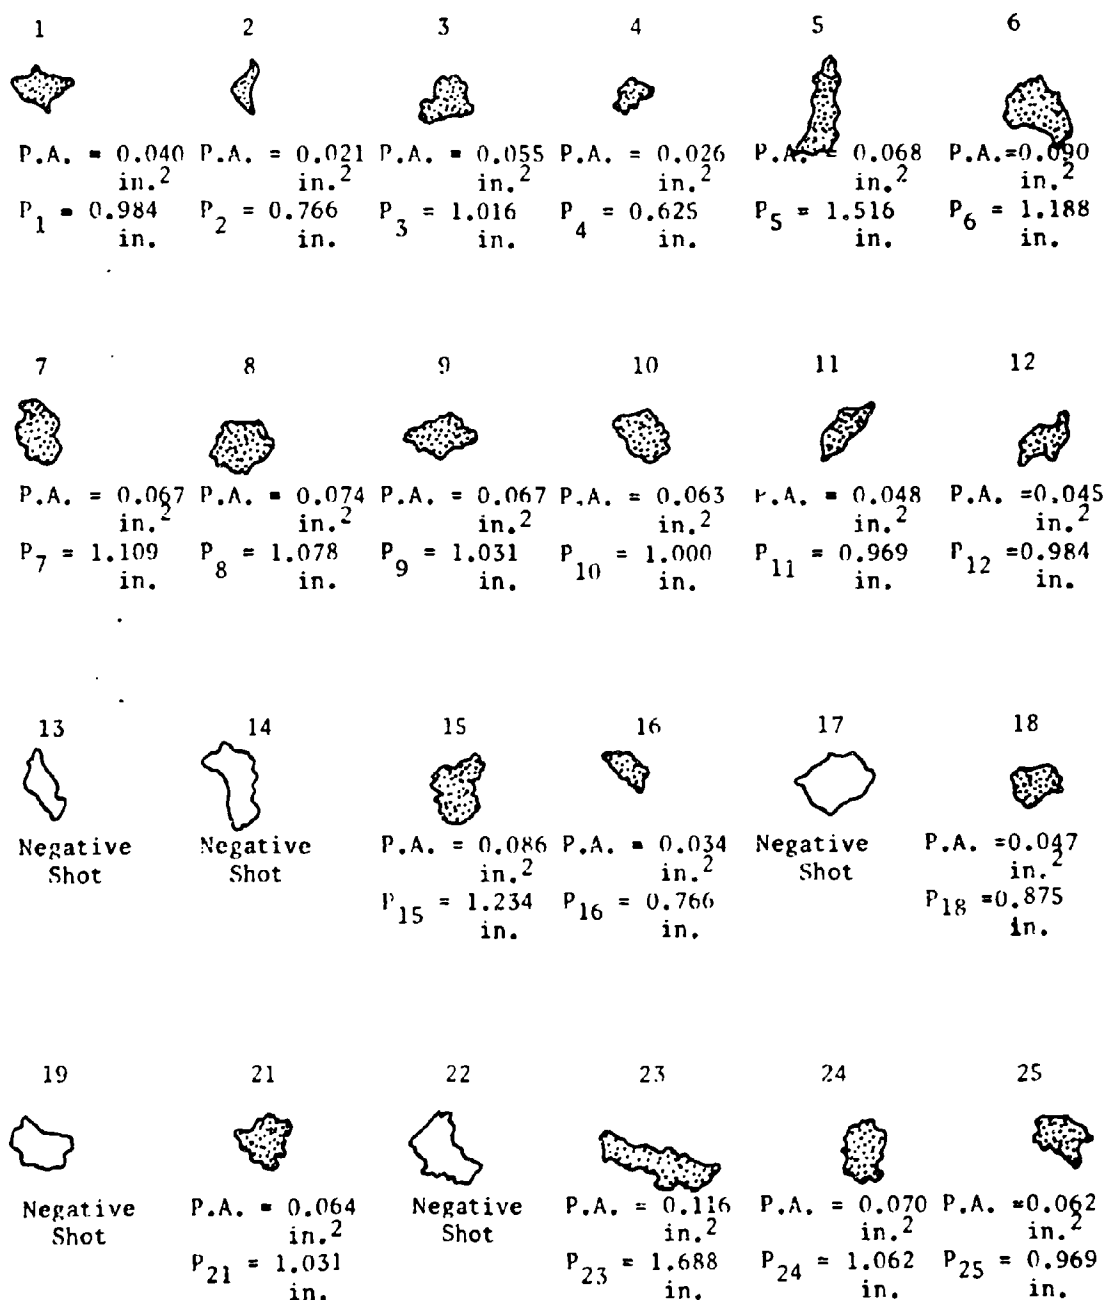 1 2 3 4 5 6
P.A. = 0.040 P.A. = 0.021 P.A. = 0.055 P.A. = 0.026 P.A. = 0.068 P.A.=0.090
in.2 in.2 in.2 in.2 in.2 in.2
P1 = 0.984 P2 = 0.766 P3 = 1.016 P4 = 0.625 P5 = 1.516 P6 = 1.188
in. in. in. in. in. in.
7 8 9 10 11 12
P.A. = 0.067 P.A. = 0.074 P.A. = 0.067 P.A. = 0.063 P.A. = 0.048 P.A. =0.045
in.2 in.2 in.2 in.2 in.2 in.2
P7 = 1.109 P8 = 1.078 P9 = 1.031 P10 = 1.000 P11 = 0.969 P12 =0.984
in. in. in. in. in. in.
13 14 15 16 17 18
Negative Negative P.A. = 0.086 P.A. = 0.034 Negative P.A. =0.047
Shot Shot in.2 in.2 Shot in.2
P15 = 1.234 P16 = 0.766 P18 =0.875
in. in. in.
19 21 22 23 24 25
Negative P.A. = 0.064 Negative P.A. = 0.116 P.A. = 0.070 P.A. =0.062
Shot in.2 Shot in.2 in.2 in.2
P21 = 1.031 P23 = 1.688 P24 = 1.062 P25 = 0.969
in. in. in. in.